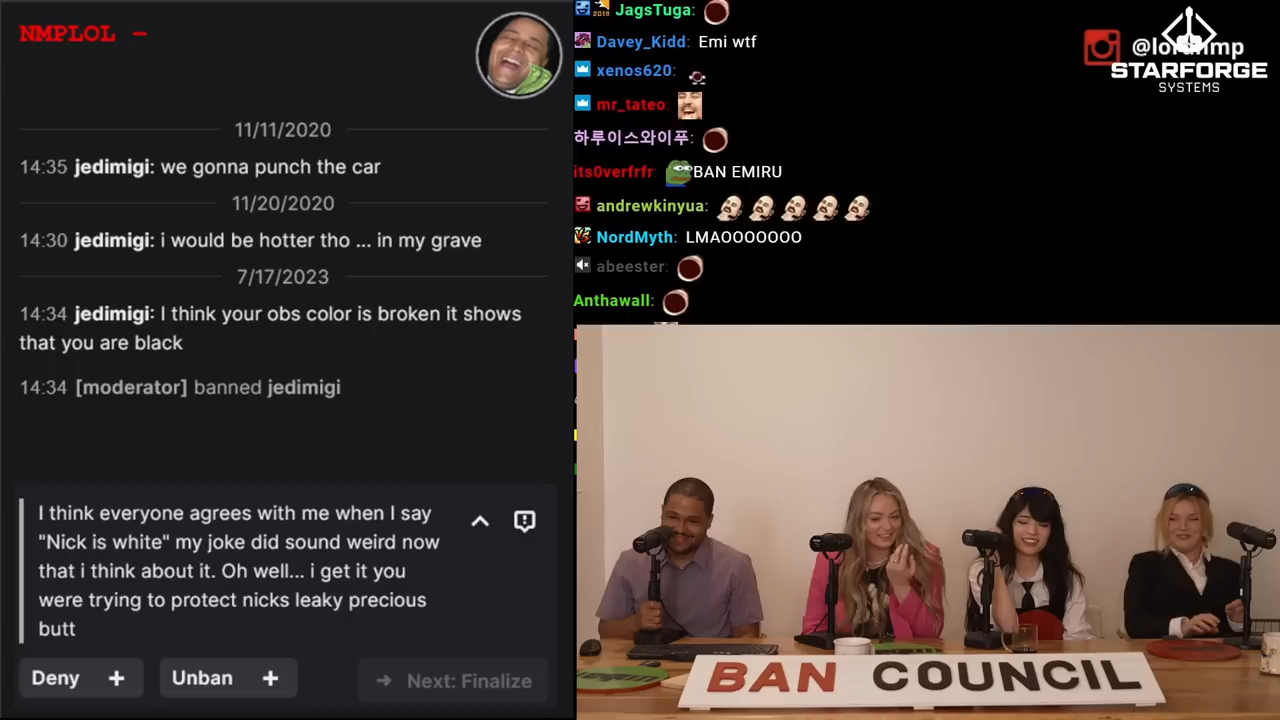 NMPLOL -
11/11/2020
14:35 jedimigi: we gonna punch the car
11/20/2020
14:30 jedimigi: i would be hotter tho ... in my grave
7/17/2023
14:34 jedimigi: I think your obs color is broken it shows
that you are black
14:34 [moderator] banned jedimigi
I think everyone agrees with me when I say
"Nick is white" my joke did sound weird now
that i think about it. Oh well... i get it you
were trying to protect nicks leaky precious
butt
Deny +
Unban +
→ Next: Finalize
2019 JagsTuga:
Davey_Kidd: Emi wtf
xenos620:
mr_tateo:
하루이스와이푸:
its0verfrfr: BAN EMIRU
andrewkinyua:
NordMyth: LMAOOOOOOO
abeester:
Anthawall:
STARFORGE
SYSTEMS
BAN COUNCIL